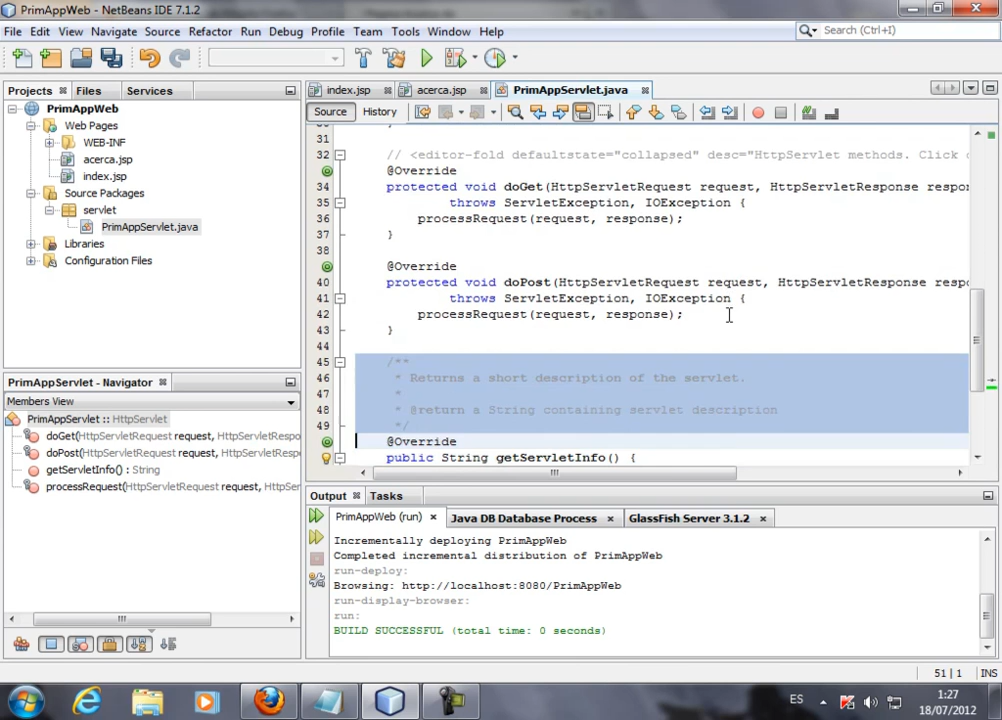 PrimAppWeb - NetBeans IDE 7.1.2
File Edit View Navigate Source Refactor Run Debug Profile Team Tools Window Help
Search (Ctrl+I)
Projects Files Services
PrimAppWeb
Web Pages
WEB-INF
acerca.jsp
index.jsp
Source Packages
servlet
PrimAppServlet.java
Libraries
Configuration Files
PrimAppServlet - Navigator
Members View
PrimAppServlet :: HttpServlet
doGet(HttpServletRequest request, HttpServletRespo
doPost(HttpServletRequest request, HttpServletResp
getServletInfo() : String
processRequest(HttpServletRequest request, HttpSer
index.jsp acerca.jsp PrimAppServlet.java
Source History
31
32 // <editor-fold defaultstate="collapsed" desc="HttpServlet methods. Click
@Override
34 protected void doGet(HttpServletRequest request, HttpServletResponse respon
35 throws ServletException, IOException {
36 processRequest(request, response);
37 }
38
@Override
40 protected void doPost(HttpServletRequest request, HttpServletResponse respo
41 throws ServletException, IOException {
42 processRequest(request, response);
43 }
44
45 /**
46 * Returns a short description of the servlet.
47 *
48 * @return a String containing servlet description
49 */
@Override
public String getServletInfo() {
Output Tasks
PrimAppWeb (run) Java DB Database Process GlassFish Server 3.1.2
Incrementally deploying PrimAppWeb
Completed incremental distribution of PrimAppWeb
run-deploy:
Browsing: http://localhost:8080/PrimAppWeb
run-display-browser:
run:
BUILD SUCCESSFUL (total time: 0 seconds)
51 | 1 INS
ES
1:27
18/07/2012